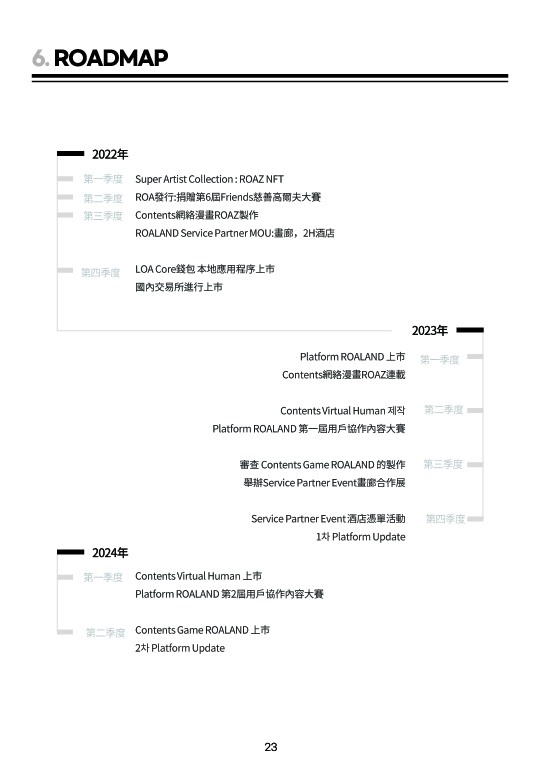 6. ROADMAP
2022年
第一季度 Super Artist Collection : ROAZ NFT
第二季度 ROA發行:捐贈第6屆Friends慈善高爾夫大賽
第三季度 Contents網絡漫畫ROAZ製作
ROALAND Service Partner MOU:畫廊，2H酒店
第四季度 LOA Core錢包 本地應用程序上市
國內交易所進行上市
2023年
Platform ROALAND 上市 第一季度
Contents網絡漫畫ROAZ連載
Contents Virtual Human 제작 第二季度
Platform ROALAND 第一屆用戶協作內容大賽
審查 Contents Game ROALAND 的製作 第三季度
舉辦Service Partner Event畫廊合作展
Service Partner Event 酒店憑單活動 第四季度
1차 Platform Update
2024年
第一季度 Contents Virtual Human 上市
Platform ROALAND 第2屆用戶協作內容大賽
第二季度 Contents Game ROALAND 上市
2차 Platform Update
23